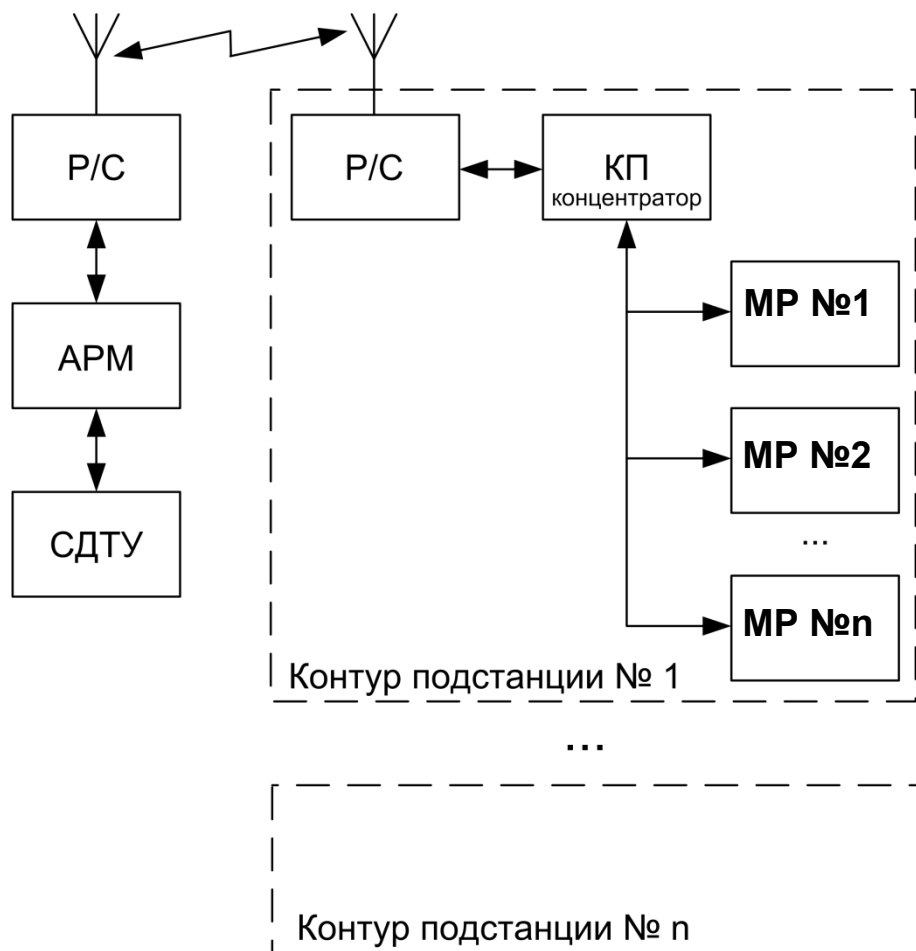 Р/С
АРМ
СДТУ
Р/С
КП
концентратор
МР №1
МР №2
...
МР №n
Контур подстанции № 1
...
Контур подстанции № n